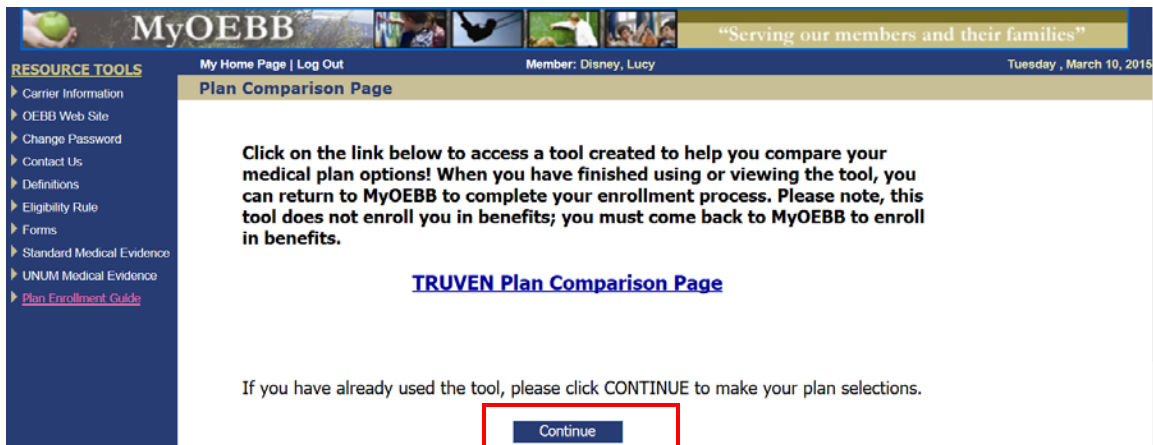 MyOEBB
“Serving our members and their families”
RESOURCE TOOLS
Carrier Information
OEBB Web Site
Change Password
Contact Us
Definitions
Eligibility Rule
Forms
Standard Medical Evidence
UNUM Medical Evidence
Plan Enrollment Guide
My Home Page | Log Out
Member: Disney, Lucy
Tuesday , March 10, 2015
Plan Comparison Page
Click on the link below to access a tool created to help you compare your
medical plan options! When you have finished using or viewing the tool, you
can return to MyOEBB to complete your enrollment process. Please note, this
tool does not enroll you in benefits; you must come back to MyOEBB to enroll
in benefits.
TRUVEN Plan Comparison Page
If you have already used the tool, please click CONTINUE to make your plan selections.
Continue